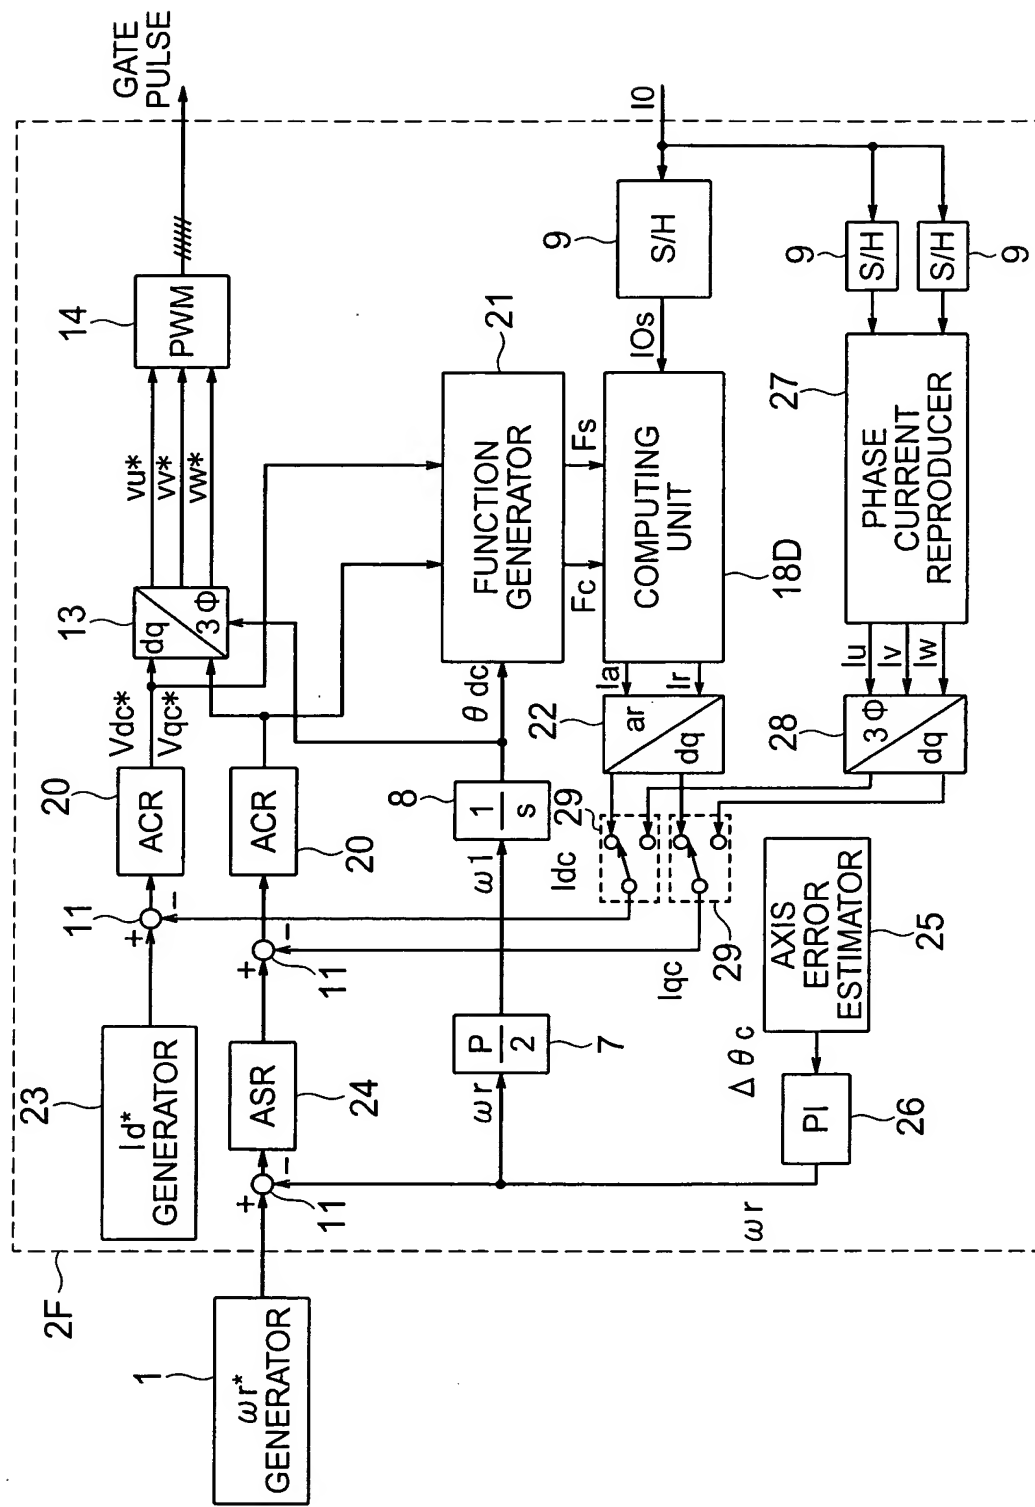 2F
1
ωr*
GENERATOR
23
Id*
GENERATOR
+
−
11
ASR
24
+
−
11
+
−
11
ACR
20
ACR
20
Vdc*
Vqc*
13
dq
3Φ
vu*
vv*
vw*
14
PWM
GATE
PULSE
ωr
P
2
7
ω1
8
1
s
θdc
FUNCTION
GENERATOR
21
Fc
Fs
Idc
Iqc
29
29
22
ar
dq
Ia
Ir
COMPUTING
UNIT
18D
IOs
9
S/H
I0
ωr
PI
26
Δθc
AXIS
ERROR
ESTIMATOR
25
28
3Φ
dq
Iu
Iv
Iw
PHASE
CURRENT
REPRODUCER
27
9
S/H
S/H
9